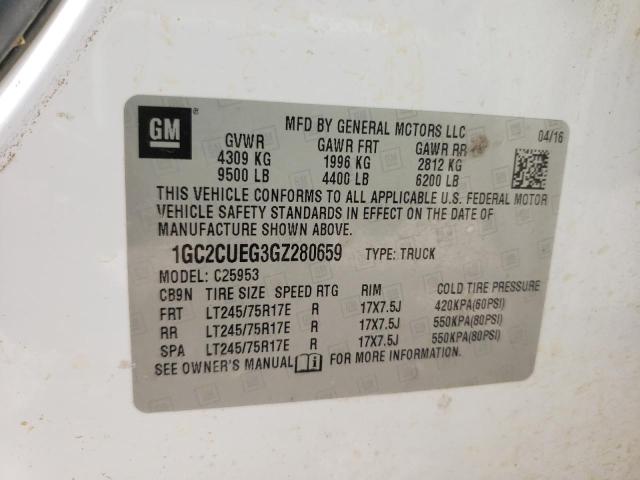 GM ® MFD BY GENERAL MOTORS LLC 04/16
GVWR GAWR FRT GAWR RR
4309 KG 1996 KG 2812 KG
9500 LB 4400 LB 6200 LB
THIS VEHICLE CONFORMS TO ALL APPLICABLE U.S. FEDERAL MOTOR
VEHICLE SAFETY STANDARDS IN EFFECT ON THE DATE OF
MANUFACTURE SHOWN ABOVE.
1GC2CUEG3GZ280659 TYPE: TRUCK
MODEL: C25953
CB9N TIRE SIZE SPEED RTG RIM COLD TIRE PRESSURE
FRT LT245/75R17E R 17X7.5J 420KPA(60PSI)
RR LT245/75R17E R 17X7.5J 550KPA(80PSI)
SPA LT245/75R17E R 17X7.5J 550KPA(80PSI)
SEE OWNER'S MANUAL FOR MORE INFORMATION.